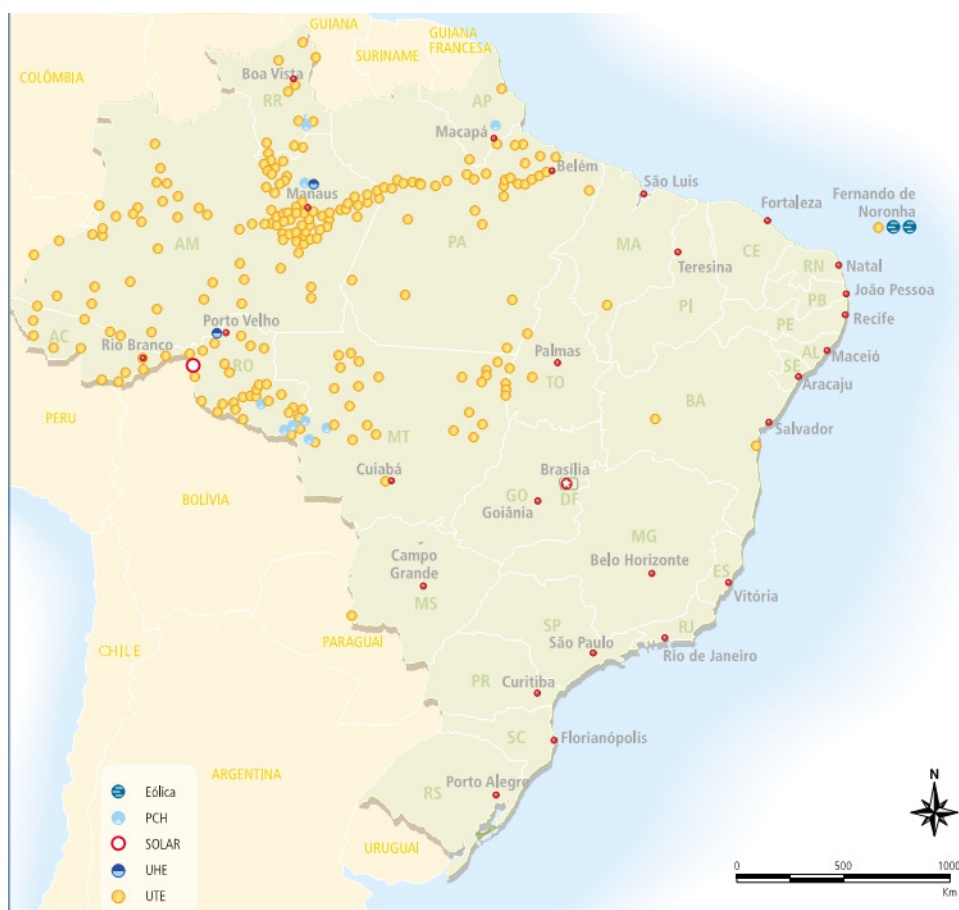 GUIANA
GUIANA
FRANCESA
SURINAME
COLÔMBIA
Boa Vista
RR
AP
Macapá
Belém
São Luis
Fortaleza
Fernando de
Noronha
Manaus
AM
PA
MA
CE
Teresina
RN
Natal
PB
João Pessoa
PI
PE
Recife
AC
Porto Velho
Rio Branco
RO
Palmas
TO
AL
Maceió
SE
Aracaju
BA
PERU
MT
Salvador
Cuiabá
Brasília
DF
GO
Goiânia
BOLÍVIA
MG
Campo
Grande
Belo Horizonte
MS
ES
Vitória
SP
RJ
São Paulo
Rio de Janeiro
PARAGUAI
CHILE
PR
Curitiba
SC
Florianópolis
ARGENTINA
RS
Porto Alegre
URUGUAI
Eólica
PCH
SOLAR
UHE
UTE
N
0
500
1000
Km